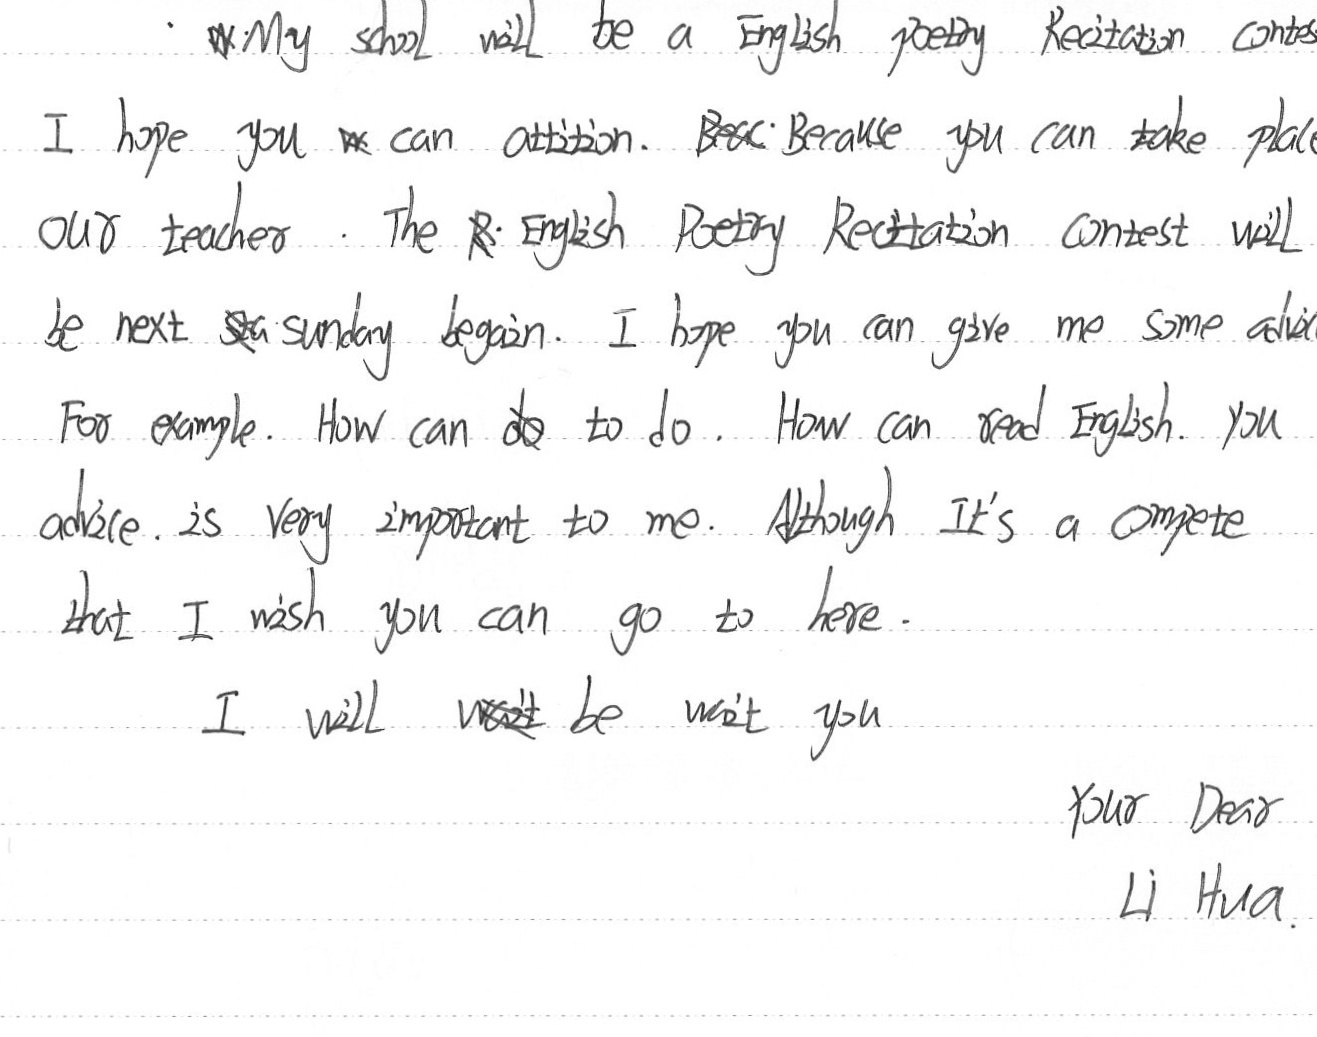 My school will be a English poetry Recitation contes
I hope you can attition. Because you can take plac
our teacher. The English Poetry Recitation contest will
be next sunday begain. I hope you can give me some advic
For example. How can to do. How can read English. You
advice. is very important to me. Although It's a ompete
that I wish you can go to here.
I will be wait you
Your Dear
Li Hua.